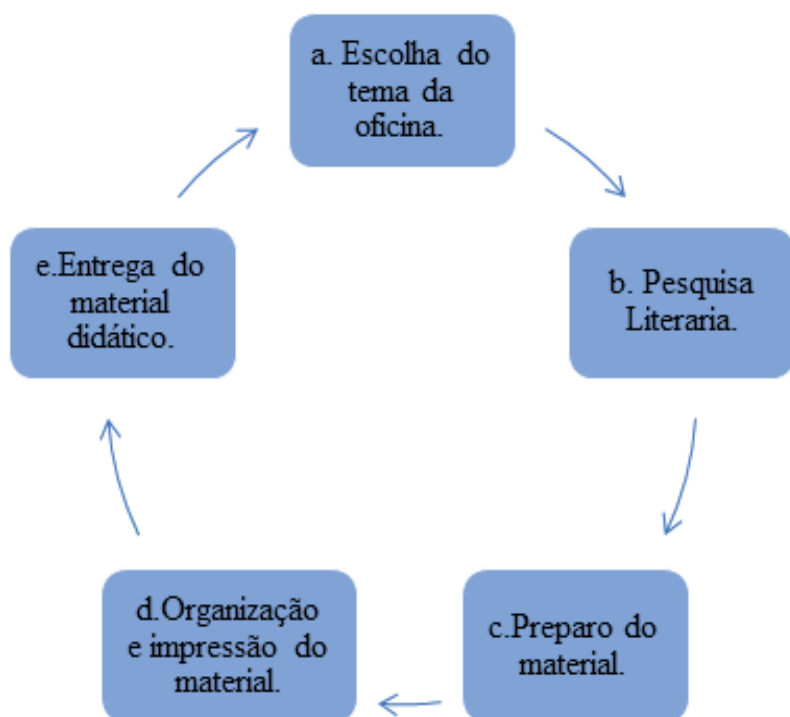 a. Escolha do
tema da
oficina.
b. Pesquisa
Literaria.
c.Preparo do
material.
d.Organização
e impressão do
material.
e.Entrega do
material
didático.